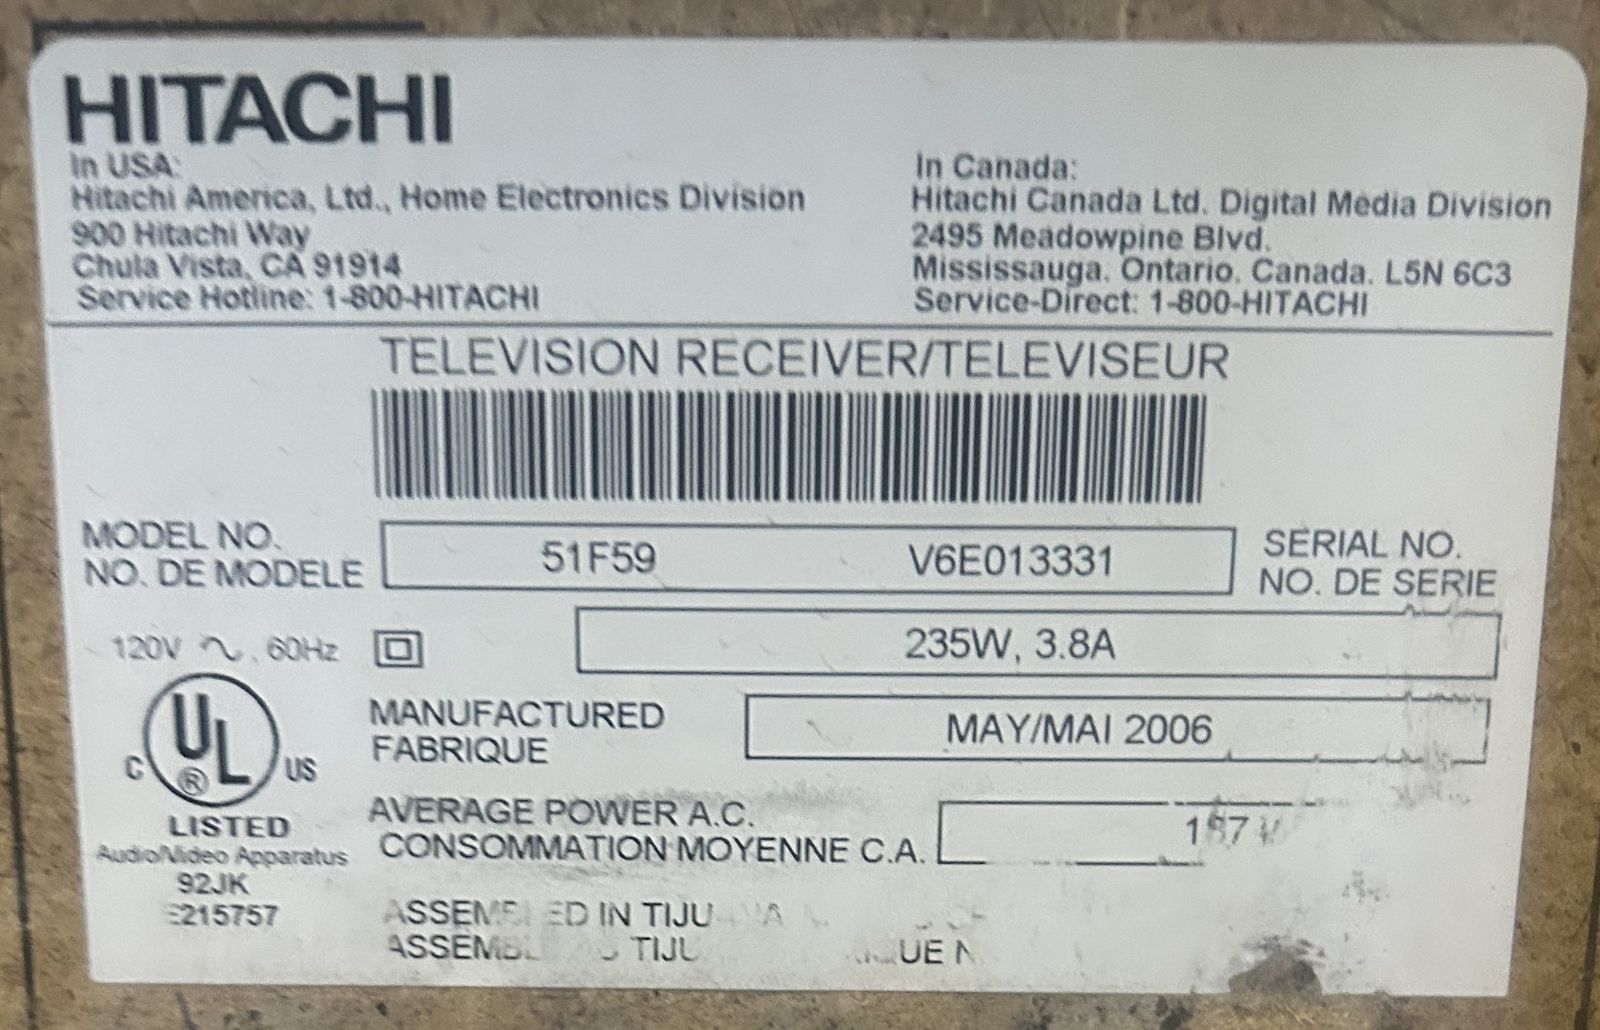 HITACHI
In USA:
Hitachi America, Ltd., Home Electronics Division
900 Hitachi Way
Chula Vista, CA 91914
Service Hotline: 1-800-HITACHI
In Canada:
Hitachi Canada Ltd. Digital Media Division
2495 Meadowpine Blvd.
Mississauga, Ontario, Canada, L5N 6C3
Service-Direct: 1-800-HITACHI
TELEVISION RECEIVER/TELEVISEUR
MODEL NO.
NO. DE MODELE
51F59 V6E013331
SERIAL NO.
NO. DE SERIE
120V ~, 60Hz
235W, 3.8A
UL ®
C US
LISTED
Audio/Video Apparatus
92JK
E215757
MANUFACTURED
FABRIQUE
MAY/MAI 2006
AVERAGE POWER A.C.
CONSOMMATION MOYENNE C.A.
ASSEMBLED IN TIJUANA